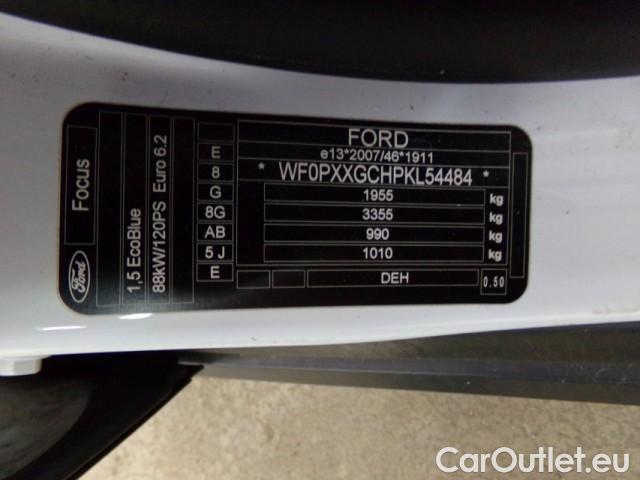 Ford
Focus
1,5 EcoBlue
88kW/120PS Euro 6.2
E
8
G
8G
AB
5 J
E
FORD
e13*2007/46*1911
* WF0PXXGCHPKL54484 *
1955 kg
3355 kg
990 kg
1010 kg
DEH
0,50
CarOutlet.eu